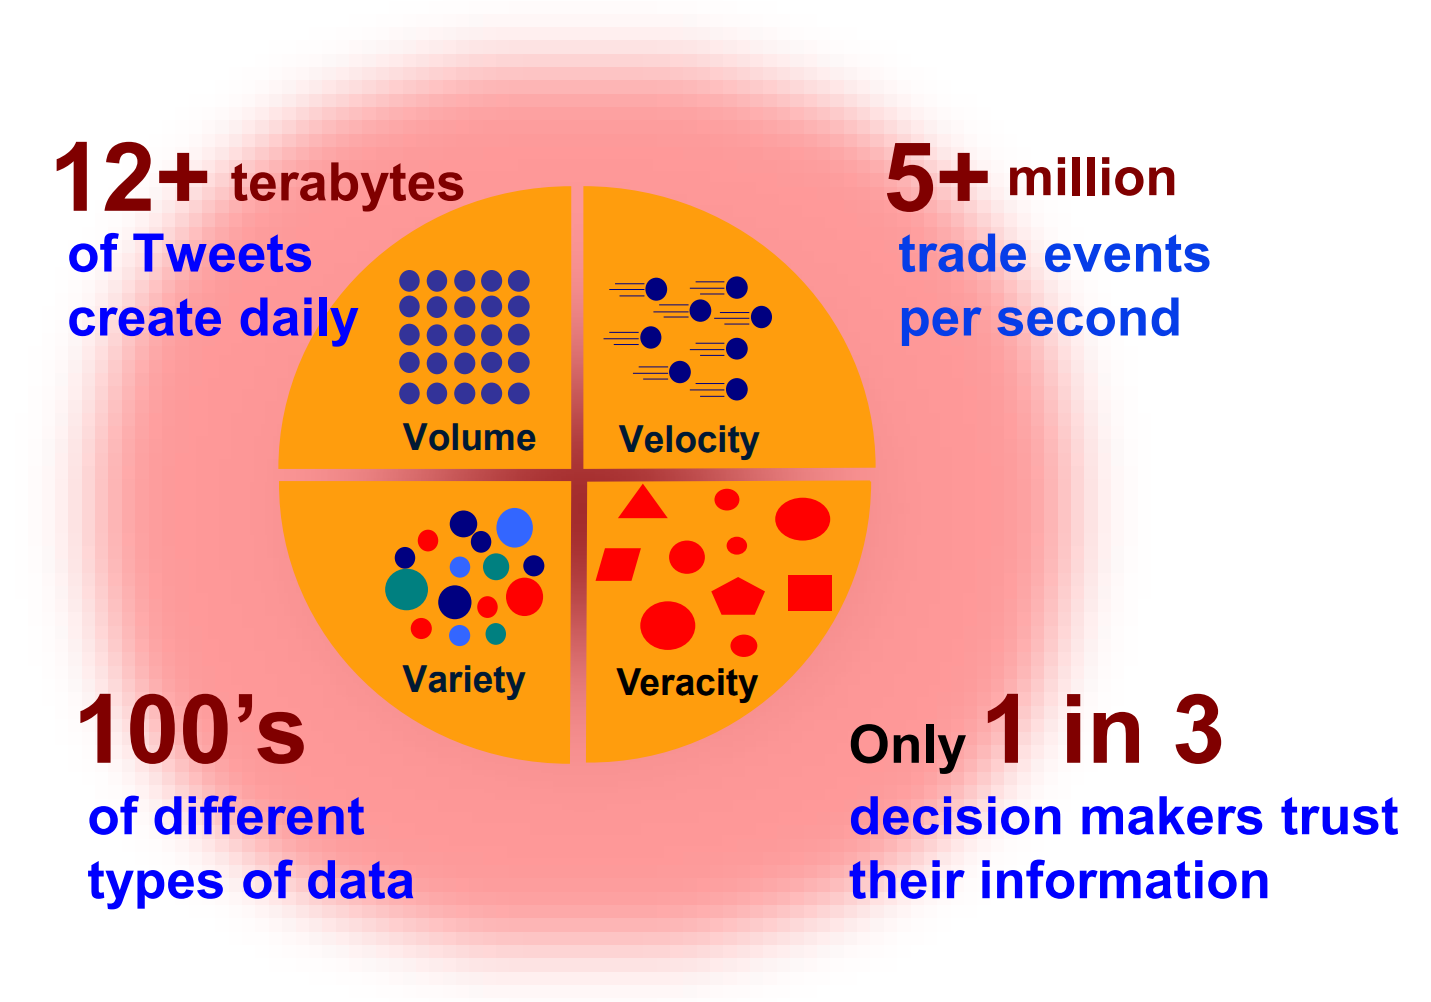 12+ terabytes
of Tweets
create daily
5+ million
trade events
per second
Volume
Velocity
Variety
Veracity
100’s
of different
types of data
Only 1 in 3
decision makers trust
their information